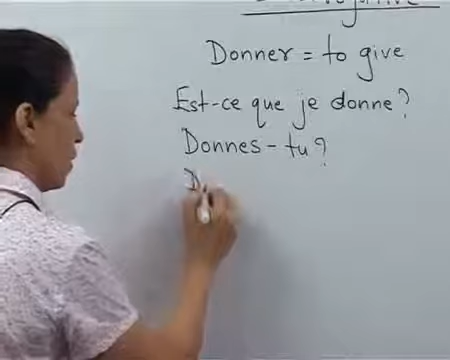 Donner = to give
Est-ce que je donne?
Donnes - tu?
D